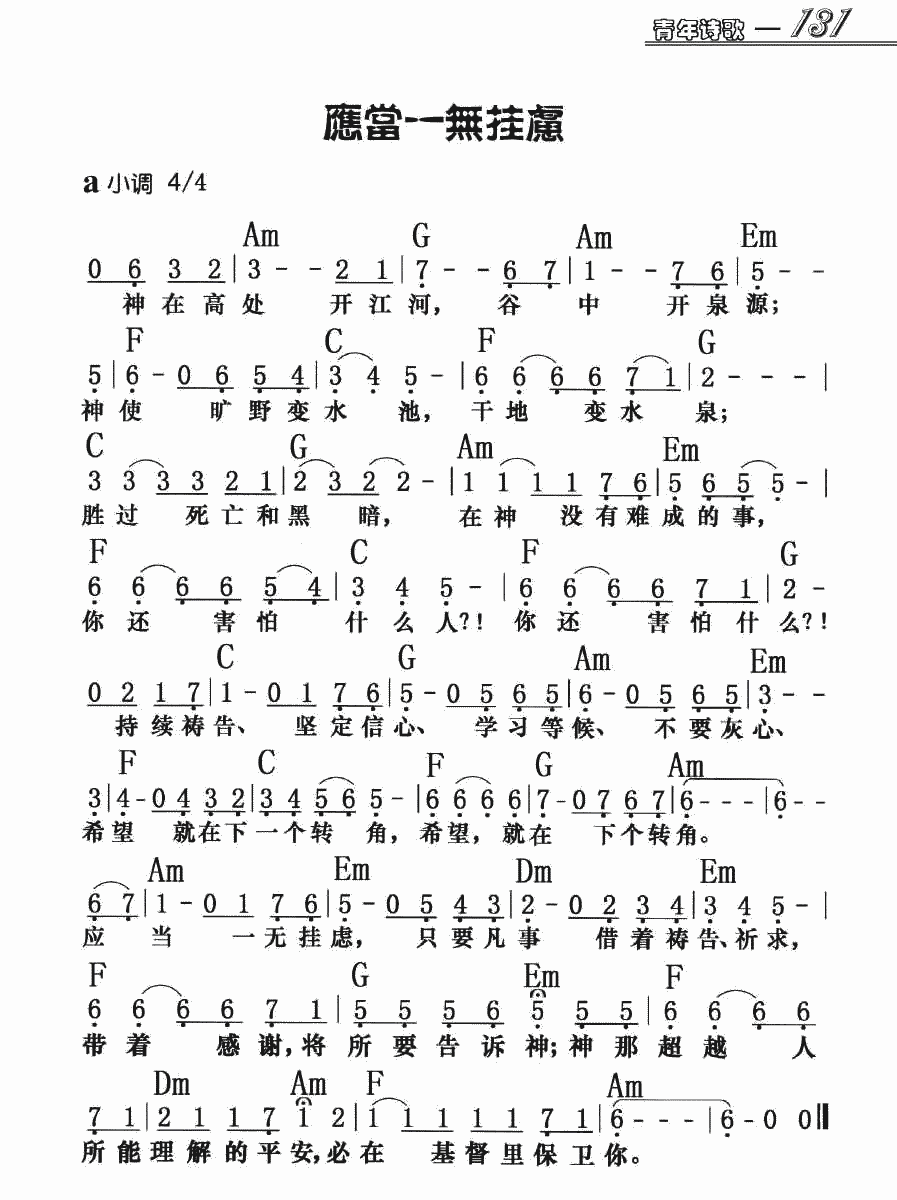 青年诗歌 — 131
應當一無挂慮
a 小调 4/4
Am G Am Em
0 6 3 2 | 3 - - 2 1 | 7 - - 6 7 | 1 - - 7 6 | 5 - -
神在高处 开江河, 谷 中 开泉源;
F C F G
5 | 6 - 0 6 5 4 | 3 4 5 - | 6 6 6 6 7 1 | 2 - - - |
神使 旷野变水 池, 干地 变水 泉;
C G Am Em
3 3 3 3 2 1 | 2 3 2 2 - | 1 1 1 1 7 6 | 5 6 5 5 - |
胜过 死亡和黑 暗, 在神 没有难成的事,
F C F G
6 6 6 6 5 4 | 3 4 5 - | 6 6 6 6 7 1 | 2 -
你还 害怕 什么人?! 你还 害怕什么?!
C G Am Em
0 2 1 7 | 1 - 0 1 7 6 | 5 - 0 5 6 5 | 6 - 0 5 6 5 | 3 - -
持续祷告、 坚定信心、 学习等候、 不要灰心、
F C F G Am
3 | 4 - 0 4 3 2 | 3 4 5 6 5 - | 6 6 6 6 | 7 - 0 7 6 7 | 6 - - - | 6 -
希望 就在下一个转 角, 希望, 就在 下个转角。
Am Em Dm Em
6 7 | 1 - 0 1 7 6 | 5 - 0 5 4 3 | 2 - 0 2 3 4 | 3 4 5 - |
应 当 一无挂虑, 只要凡事 借着祷告、祈求,
F G Em F
6 6 6 6 7 1 | 5 5 5 6 5 5 5 | 6 6 6 6 6
带着 感谢,将 所要告诉神;神那超越 人
Dm Am F Am
7 1 | 2 1 1 7 1 2 | 1 1 1 1 1 7 1 | 6 - - - | 6 - 0 0 ‖
所能理解的平安,必在 基督里保卫你。